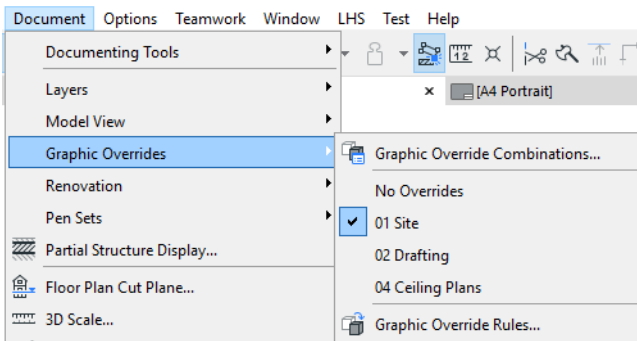 Document Options Teamwork Window LHS Test Help
Documenting Tools
Layers
[A4 Portrait]
Model View
Graphic Overrides
Graphic Override Combinations...
Renovation
No Overrides
Pen Sets
01 Site
Partial Structure Display...
02 Drafting
Floor Plan Cut Plane...
04 Ceiling Plans
3D Scale...
Graphic Override Rules...